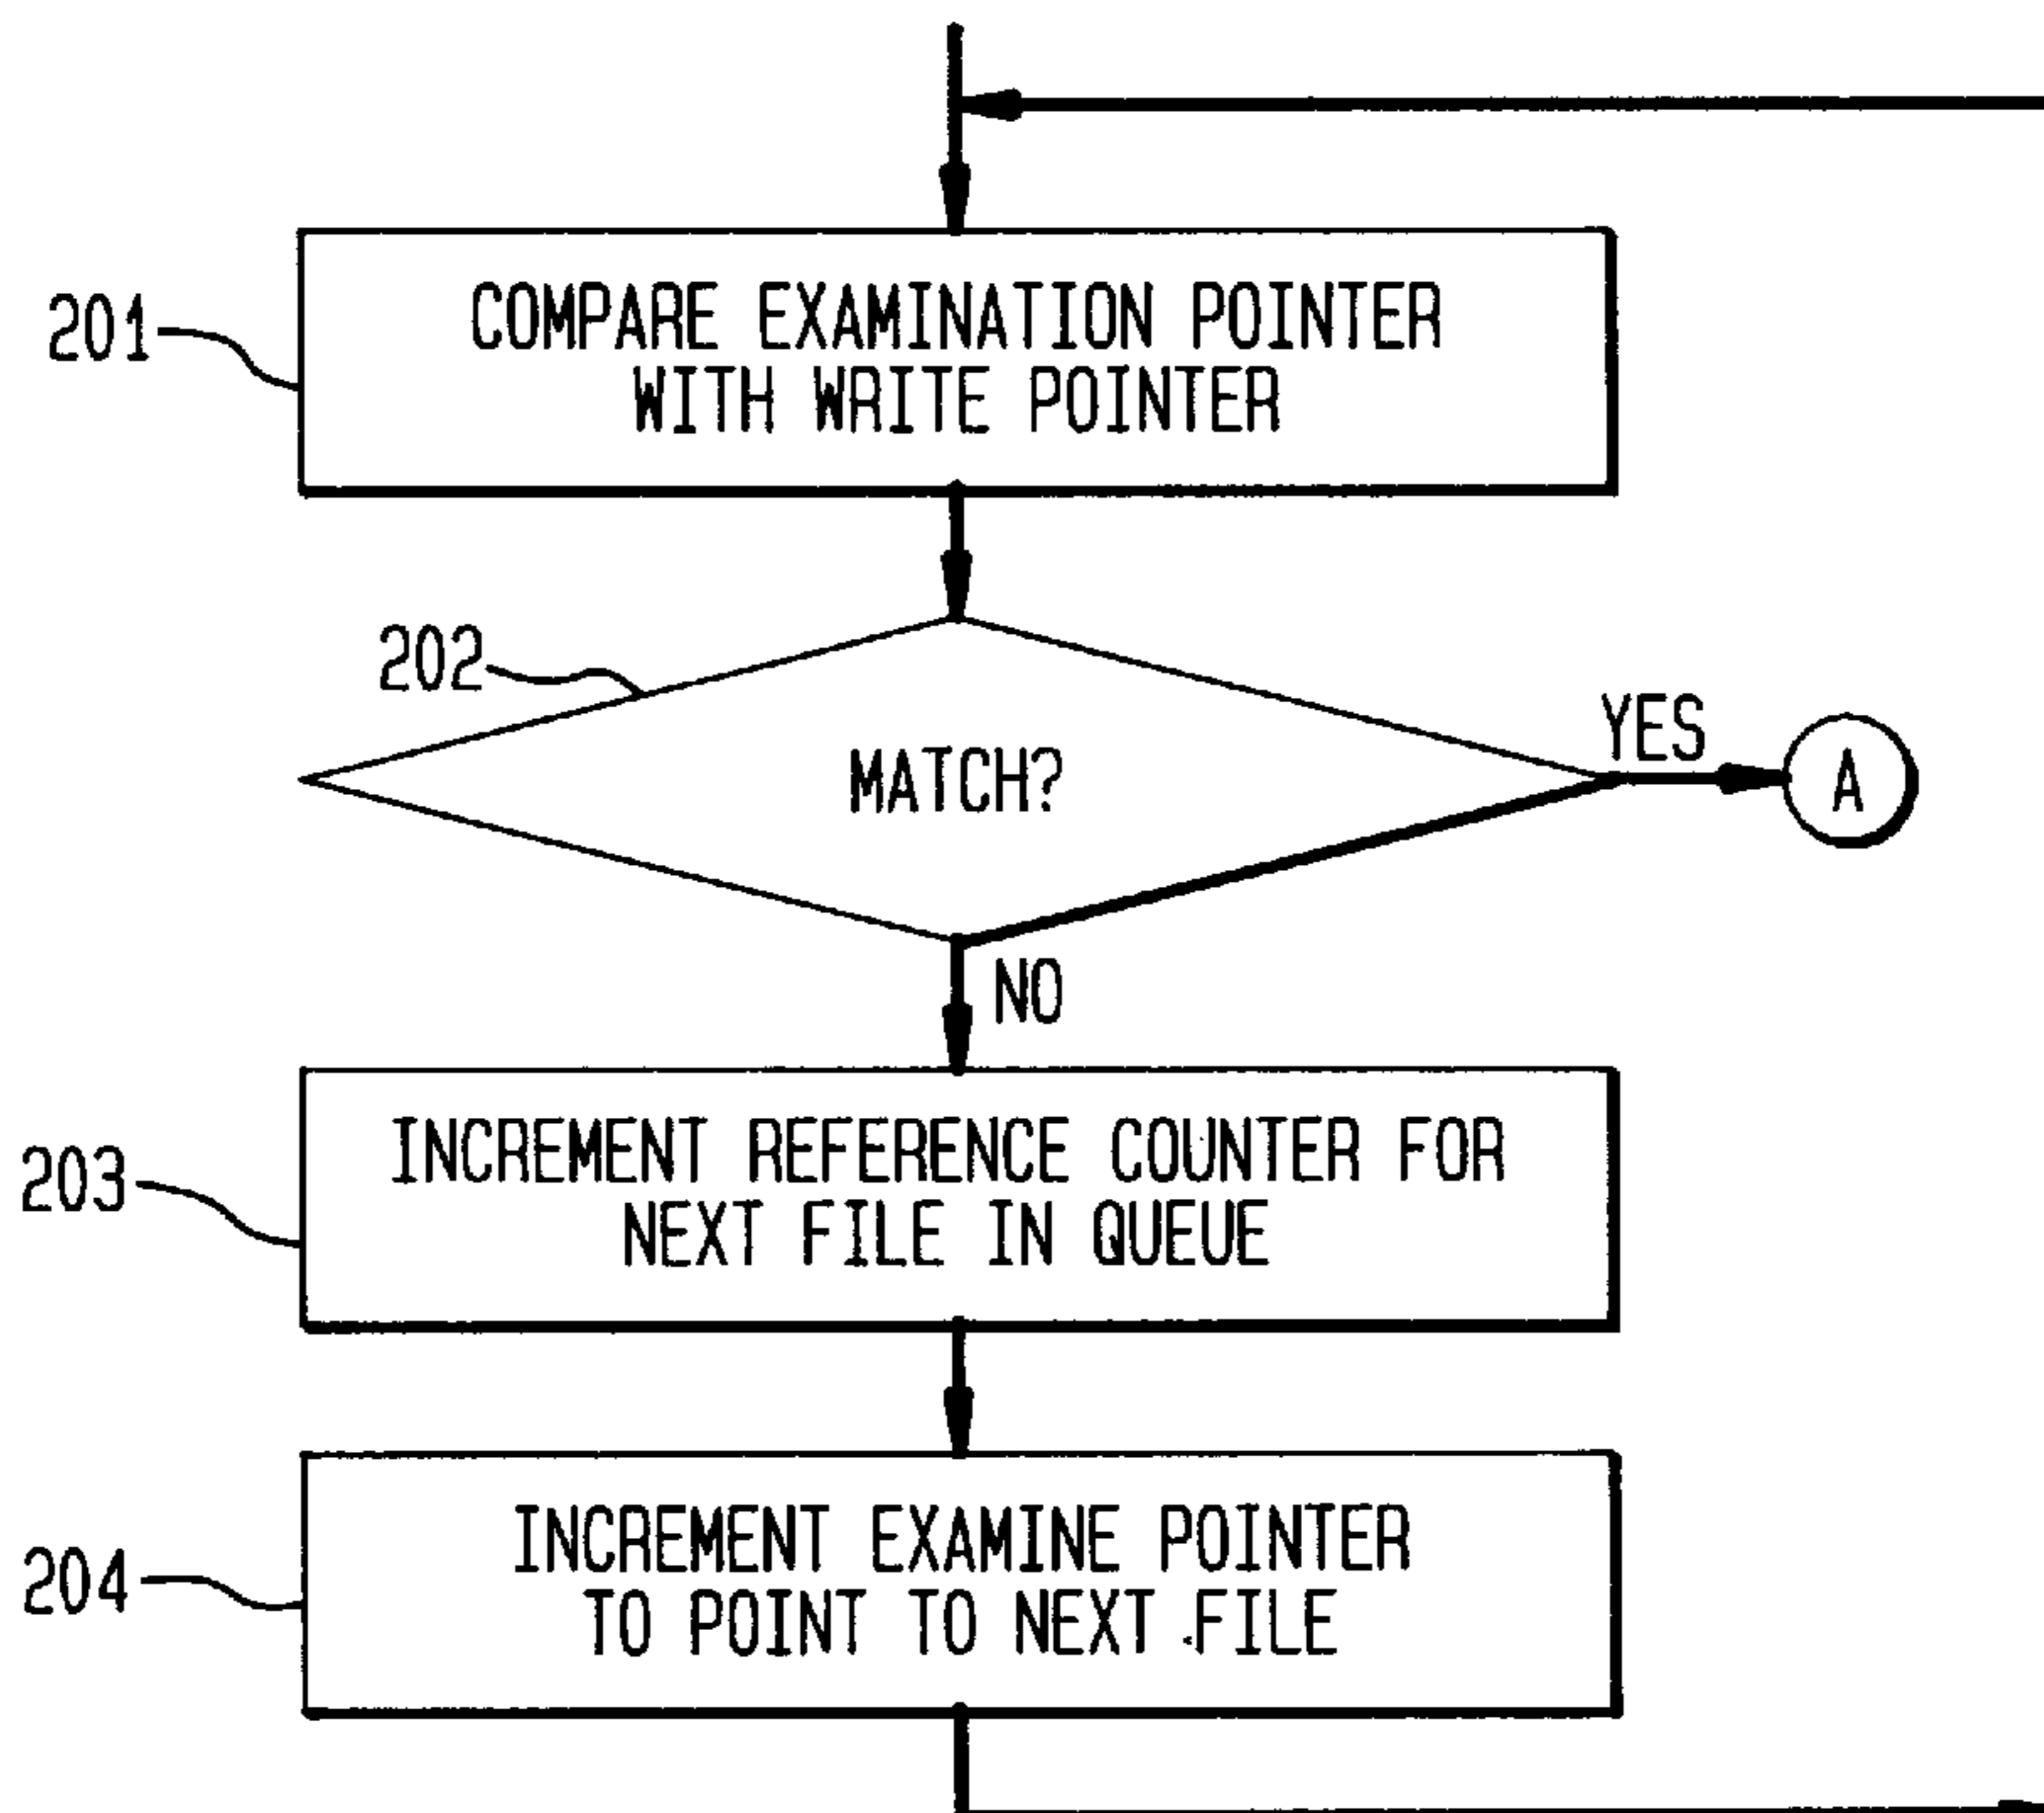 201
COMPARE EXAMINATION POINTER
WITH WRITE POINTER
202
MATCH?
YES
A
NO
203
INCREMENT REFERENCE COUNTER FOR
NEXT FILE IN QUEUE
204
INCREMENT EXAMINE POINTER
TO POINT TO NEXT FILE